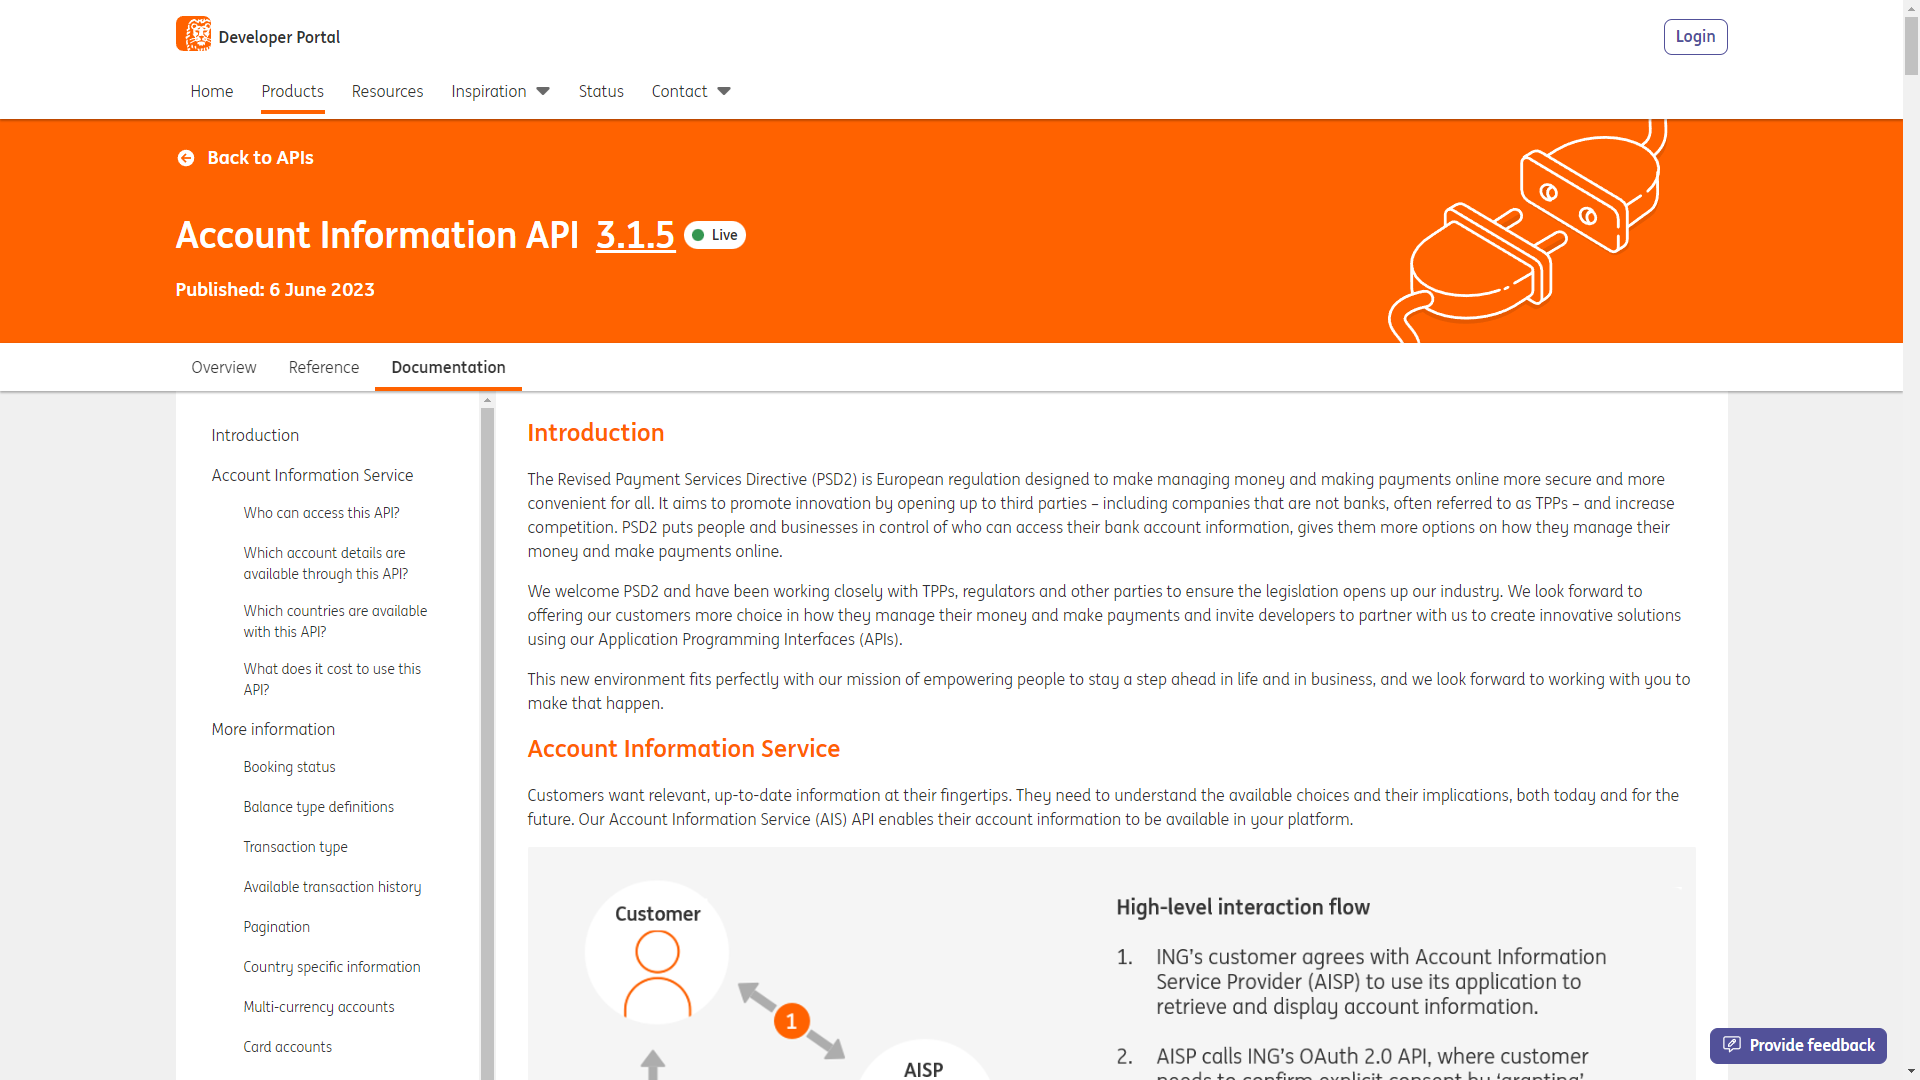 Developer Portal
Login
Home Products Resources Inspiration Status Contact
Back to APIs
Account Information API 3.1.5 Live
Published: 6 June 2023
Overview Reference Documentation
Introduction
Account Information Service
Who can access this API?
Which account details are
available through this API?
Which countries are available
with this API?
What does it cost to use this
API?
More information
Booking status
Balance type definitions
Transaction type
Available transaction history
Pagination
Country specific information
Multi-currency accounts
Card accounts
Introduction
The Revised Payment Services Directive (PSD2) is European regulation designed to make managing money and making payments online more secure and more
convenient for all. It aims to promote innovation by opening up to third parties – including companies that are not banks, often referred to as TPPs – and increase
competition. PSD2 puts people and businesses in control of who can access their bank account information, gives them more options on how they manage their
money and make payments online.
We welcome PSD2 and have been working closely with TPPs, regulators and other parties to ensure the legislation opens up our industry. We look forward to
offering our customers more choice in how they manage their money and make payments and invite developers to partner with us to create innovative solutions
using our Application Programming Interfaces (APIs).
This new environment fits perfectly with our mission of empowering people to stay a step ahead in life and in business, and we look forward to working with you to
make that happen.
Account Information Service
Customers want relevant, up-to-date information at their fingertips. They need to understand the available choices and their implications, both today and for the
future. Our Account Information Service (AIS) API enables their account information to be available in your platform.
Customer
1
AISP
High-level interaction flow
1. ING's customer agrees with Account Information
Service Provider (AISP) to use its application to
retrieve and display account information.
2. AISP calls ING's OAuth 2.0 API, where customer
needs to confirm explicit consent by 'granting'
Provide feedback